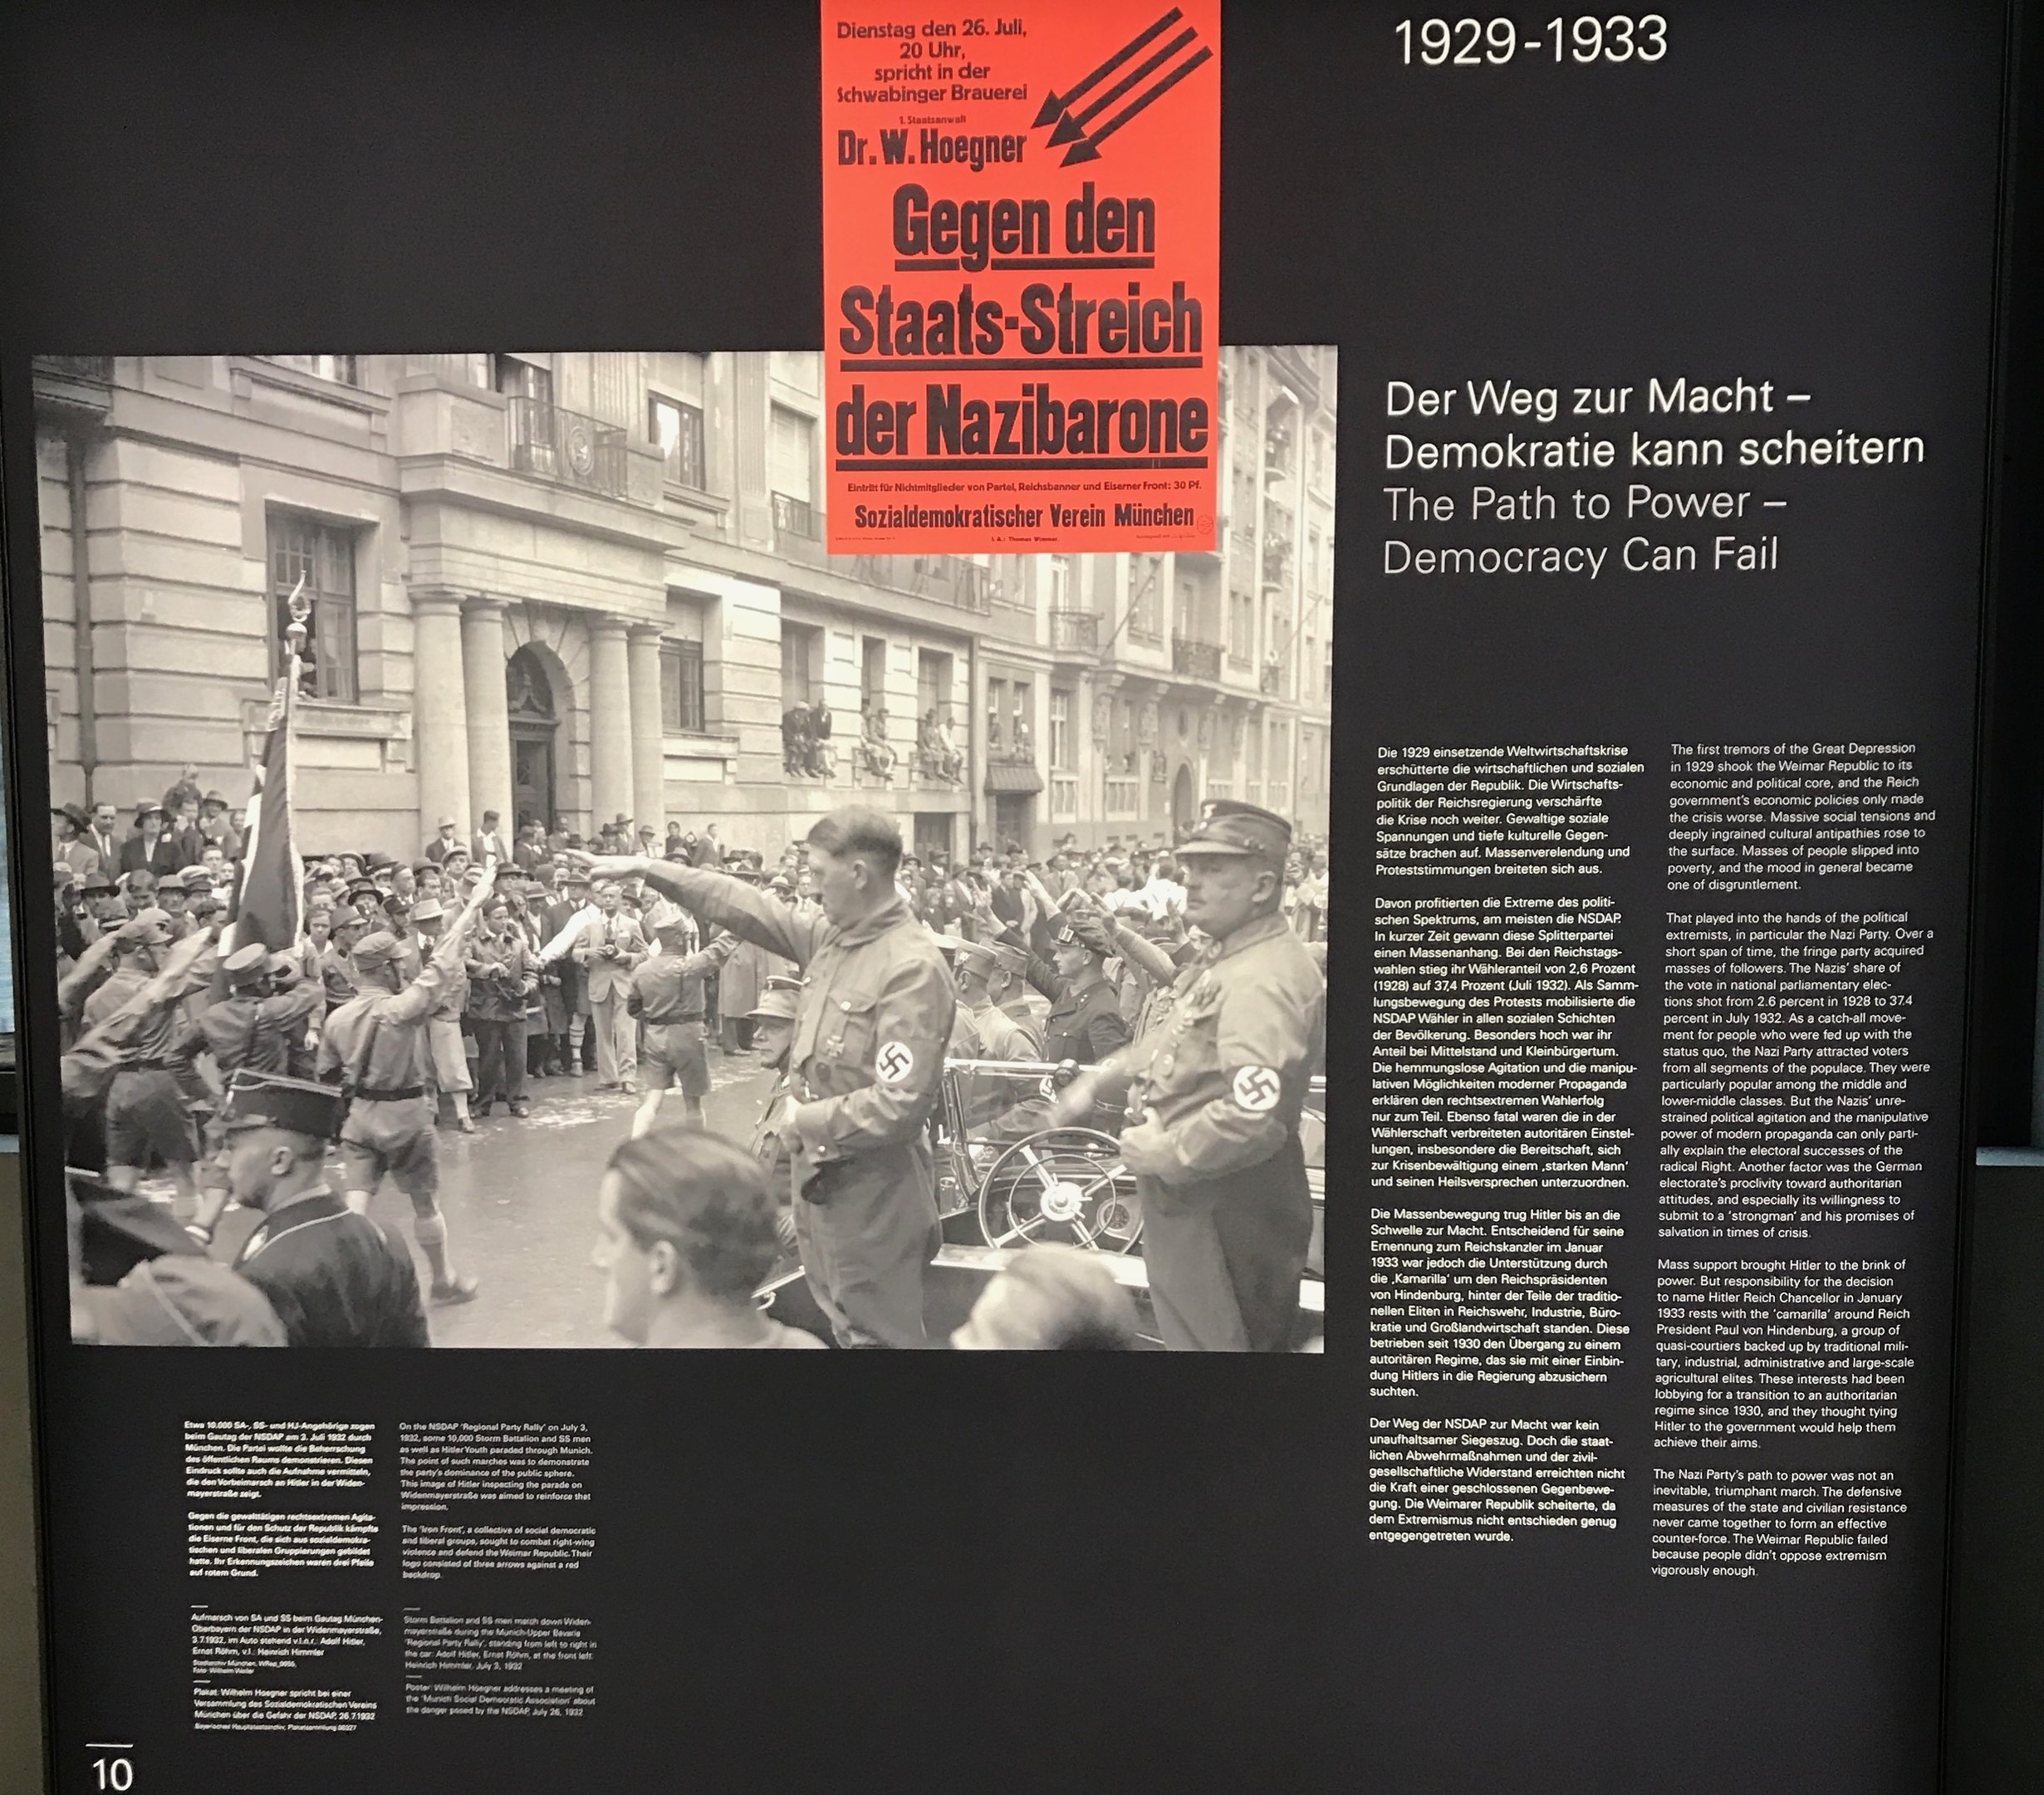 Dienstag den 26. Juli,
20 Uhr,
spricht in der
Schwabinger Brauerei
1. Staatsanwalt
Dr. W. Hoegner
Gegen den
Staats-Streich
der Nazibarone
Eintritt für Nichtmitglieder von Partei, Reichsbanner und Eiserner Front: 30 Pf.
Sozialdemokratischer Verein München
I. A.: Thomas Wimmer.
1929-1933
Der Weg zur Macht –
Demokratie kann scheitern
The Path to Power –
Democracy Can Fail
Die 1929 einsetzende Weltwirtschaftskrise
erschütterte die wirtschaftlichen und sozialen
Grundlagen der Republik. Die Wirtschafts-
politik der Reichsregierung verschärfte
die Krise noch weiter. Gewaltige soziale
Spannungen und tiefe kulturelle Gegen-
sätze brachen auf. Massenverelendung und
Proteststimmungen breiteten sich aus.
Davon profitierten die Extreme des politi-
schen Spektrums, am meisten die NSDAP.
In kurzer Zeit gewann diese Splitterpartei
einen Massenanhang. Bei den Reichstags-
wahlen stieg ihr Wähleranteil von 2,6 Prozent
(1928) auf 37,4 Prozent (Juli 1932). Als Samm-
lungsbewegung des Protests mobilisierte die
NSDAP Wähler in allen sozialen Schichten
der Bevölkerung. Besonders hoch war ihr
Anteil bei Mittelstand und Kleinbürgertum.
Die hemmungslose Agitation und die manipu-
lativen Möglichkeiten moderner Propaganda
erklären den rechtsextremen Wahlerfolg
nur zum Teil. Ebenso fatal waren die in der
Wählerschaft verbreiteten autoritären Einstel-
lungen, insbesondere die Bereitschaft, sich
zur Krisenbewältigung einem ‚starken Mann'
und seinen Heilsversprechen unterzuordnen.
Die Massenbewegung trug Hitler bis an die
Schwelle zur Macht. Entscheidend für seine
Ernennung zum Reichskanzler im Januar
1933 war jedoch die Unterstützung durch
die ‚Kamarilla' um den Reichspräsidenten
von Hindenburg, hinter der Teile der traditio-
nellen Eliten in Reichswehr, Industrie, Büro-
kratie und Großlandwirtschaft standen. Diese
betrieben seit 1930 den Übergang zu einem
autoritären Regime, das sie mit einer Einbin-
dung Hitlers in die Regierung abzusichern
suchten.
Der Weg der NSDAP zur Macht war kein
unaufhaltsamer Siegeszug. Doch die staat-
lichen Abwehrmaßnahmen und der zivil-
gesellschaftliche Widerstand erreichten nicht
die Kraft einer geschlossenen Gegenbewe-
gung. Die Weimarer Republik scheiterte, da
dem Extremismus nicht entschieden genug
entgegengetreten wurde.
The first tremors of the Great Depression
in 1929 shook the Weimar Republic to its
economic and political core, and the Reich
government's economic policies only made
the crisis worse. Massive social tensions and
deeply ingrained cultural antipathies rose to
the surface. Masses of people slipped into
poverty, and the mood in general became
one of disgruntlement.
That played into the hands of the political
extremists, in particular the Nazi Party. Over a
short span of time, the fringe party acquired
masses of followers. The Nazis' share of
the vote in national parliamentary elec-
tions shot from 2.6 percent in 1928 to 37.4
percent in July 1932. As a catch-all move-
ment for people who were fed up with the
status quo, the Nazi Party attracted voters
from all segments of the populace. They were
particularly popular among the middle and
lower-middle classes. But the Nazis' unre-
strained political agitation and the manipulative
power of modern propaganda can only parti-
ally explain the electoral successes of the
radical Right. Another factor was the German
electorate's proclivity toward authoritarian
attitudes, and especially its willingness to
submit to a 'strongman' and his promises of
salvation in times of crisis.
Mass support brought Hitler to the brink of
power. But responsibility for the decision
to name Hitler Reich Chancellor in January
1933 rests with the 'camarilla' around Reich
President Paul von Hindenburg, a group of
quasi-courtiers backed up by traditional mili-
tary, industrial, administrative and large-scale
agricultural elites. These interests had been
lobbying for a transition to an authoritarian
regime since 1930, and they thought tying
Hitler to the government would help them
achieve their aims.
The Nazi Party's path to power was not an
inevitable, triumphant march. The defensive
measures of the state and civilian resistance
never came together to form an effective
counter-force. The Weimar Republic failed
because people didn't oppose extremism
vigorously enough.
Etwa 10.000 SA-, SS- und HJ-Angehörige zogen
beim Gautag der NSDAP am 3. Juli 1932 durch
München. Die Partei wollte die Beherrschung
des öffentlichen Raums demonstrieren. Diesen
Eindruck sollte auch die Aufnahme vermitteln,
die den Vorbeimarsch an Hitler in der Widen-
mayerstraße zeigt.
Gegen die gewalttätigen rechtsextremen Agita-
tionen und für den Schutz der Republik kämpfte
die Eiserne Front, die sich aus sozialdemokra-
tischen und liberalen Gruppierungen gebildet
hatte. Ihr Erkennungszeichen waren drei Pfeile
auf rotem Grund.
Aufmarsch von SA und SS beim Gautag München-
Oberbayern der NSDAP in der Widenmayerstraße,
3.7.1932, im Auto stehend v.l.n.r.: Adolf Hitler,
Ernst Röhm, v.l.: Heinrich Himmler
Stadtarchiv München,
Foto: Wilhelm
Plakat: Wilhelm Hoegner spricht bei einer
Versammlung des Sozialdemokratischen Vereins
München über die Gefahr der NSDAP, 26.7.1932
Bayerisches Hauptstaatsarchiv, Plakatsammlung
On the NSDAP 'Regional Party Rally' on July 3,
1932, some 10,000 Storm Battalion and SS men
as well as Hitler Youth paraded through Munich.
The point of such marches was to demonstrate
the party's dominance of the public sphere.
This image of Hitler inspecting the parade on
Widenmayerstraße was aimed to reinforce that
impression.
The 'Iron Front', a collective of social democratic
and liberal groups, sought to combat right-wing
violence and defend the Weimar Republic. Their
logo consisted of three arrows against a red
backdrop.
Storm Battalion and SS men march down Widen-
mayerstraße during the Munich-Upper Bavaria
'Regional Party Rally', standing from left to right in
the car: Adolf Hitler, Ernst Röhm, at the front left:
Heinrich Himmler, July 3, 1932
Poster: Wilhelm Hoegner addresses a meeting of
the 'Munich Social Democratic Association' about
the danger posed by the NSDAP, July 26, 1932
10